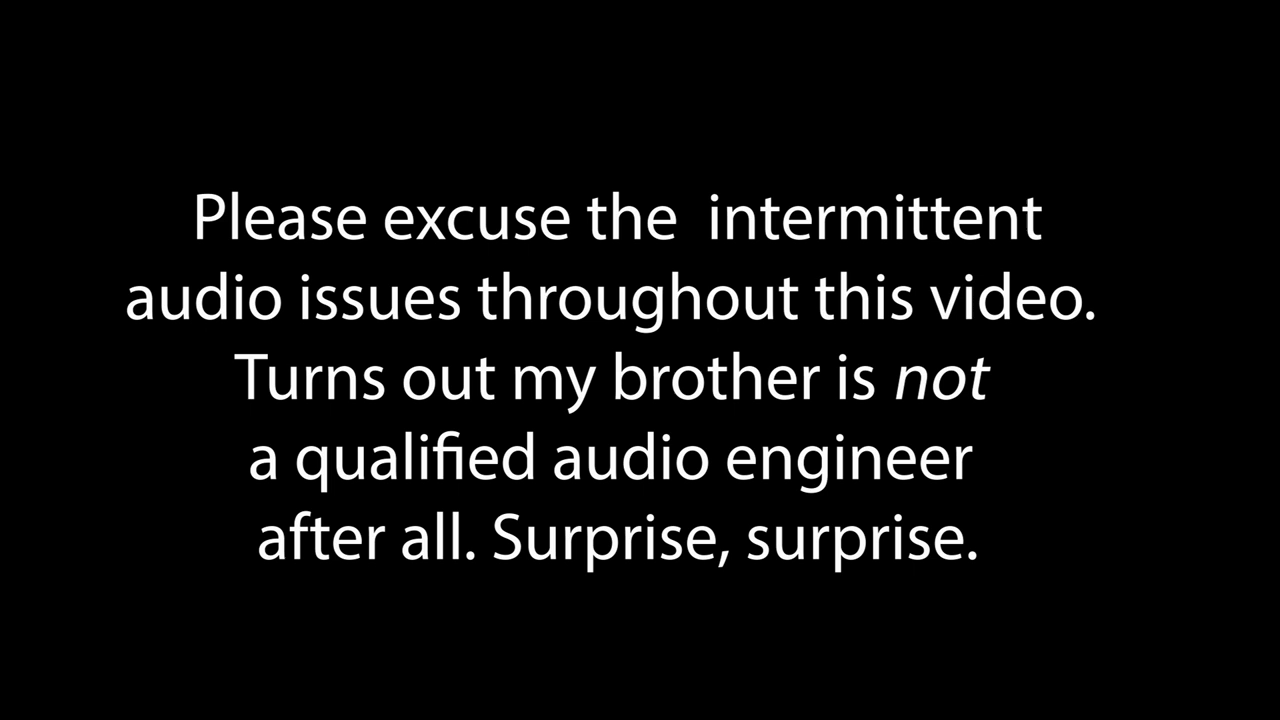 Please excuse the  intermittent
audio issues throughout this video.
Turns out my brother is not
a qualified audio engineer
after all. Surprise, surprise.